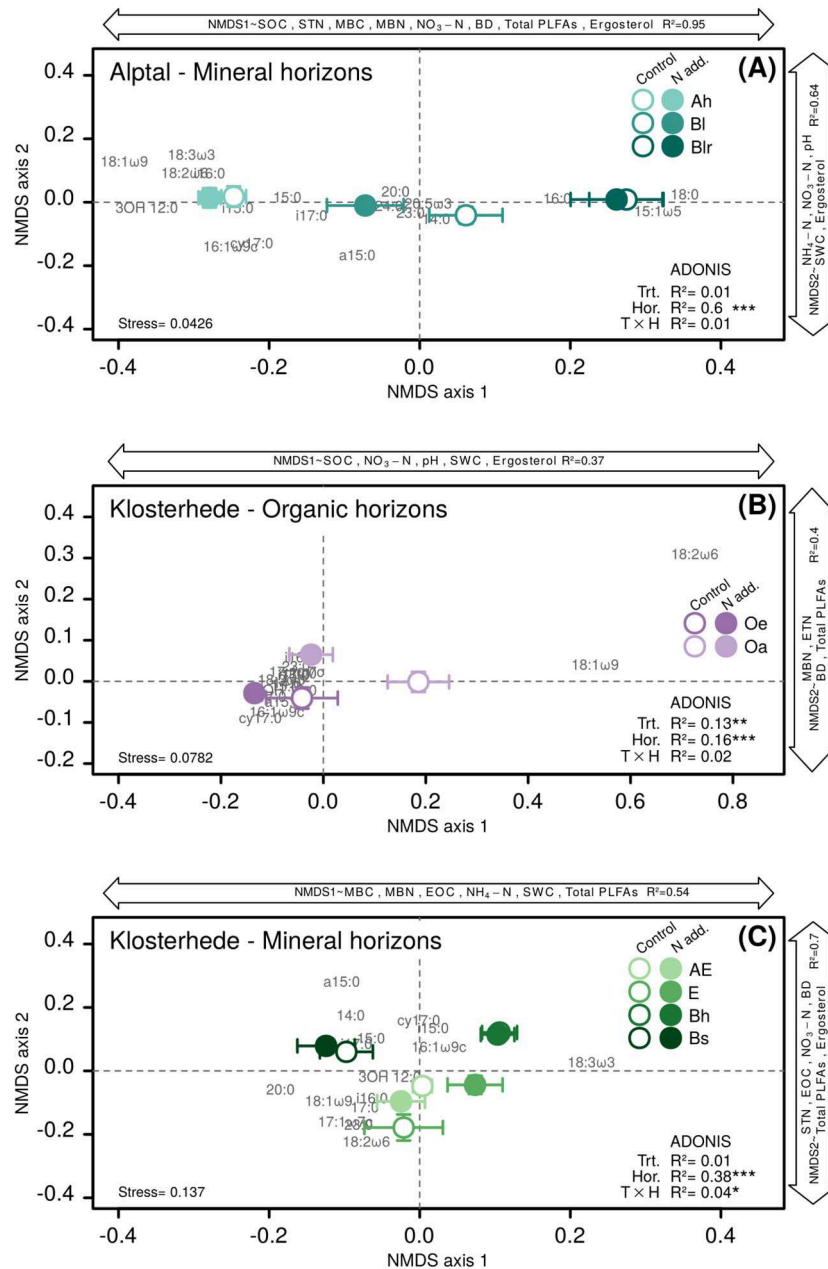 NMDS1~SOC , STN , MBC , MBN , NO₃−N , BD , Total PLFAs , Ergosterol R²=0.95
Alptal - Mineral horizons
(A)
Control
N add.
Ah
Bl
Blr
0.4
0.2
0.0
-0.2
-0.4
NMDS axis 2
18:1ω9
18:3ω3
18:2ω6
16:0
3OH 12:0
i15:0
16:1ω9c
cy17:0
15:0
i17:0
a15:0
20:0
20:5ω3
23:0
16:0
18:0
15:1ω5
ADONIS
Trt. R²= 0.01
Hor. R²= 0.6 ***
T × H R²= 0.01
Stress= 0.0426
-0.4 -0.2 0.0 0.2 0.4
NMDS axis 1
NMDS2~NH₄−N , NO₃−N , pH R²=0.64
SWC , Ergosterol
NMDS1~SOC , NO₃−N , pH , SWC , Ergosterol R²=0.37
Klosterhede - Organic horizons
(B)
Control
N add.
Oe
Oa
0.4
0.3
0.2
0.1
0.0
-0.1
-0.2
NMDS axis 2
18:2ω6
18:1ω9
16:1ω9c
cy17:0
ADONIS
Trt. R²= 0.13**
Hor. R²= 0.16***
T × H R²= 0.02
Stress= 0.0782
-0.4 -0.2 0.0 0.2 0.4 0.6 0.8
NMDS axis 1
NMDS2~MBN , ETN R²=0.4
BD , Total PLFAs
NMDS1~MBC , MBN , EOC , NH₄−N , SWC , Total PLFAs R²=0.54
Klosterhede - Mineral horizons
(C)
Control
N add.
AE
E
Bh
Bs
0.4
0.2
0.0
-0.2
-0.4
NMDS axis 2
a15:0
14:0
15:0
cy17:0
i15:0
16:1ω9c
18:3ω3
3OH 12:0
20:0
18:1ω9
i16:0
17:0
18:2ω6
ADONIS
Trt. R²= 0.01
Hor. R²= 0.38***
T × H R²= 0.04*
Stress= 0.137
-0.4 -0.2 0.0 0.2 0.4
NMDS axis 1
NMDS2~STN , EOC , NO₃−N , BD R²=0.7
Total PLFAs , Ergosterol